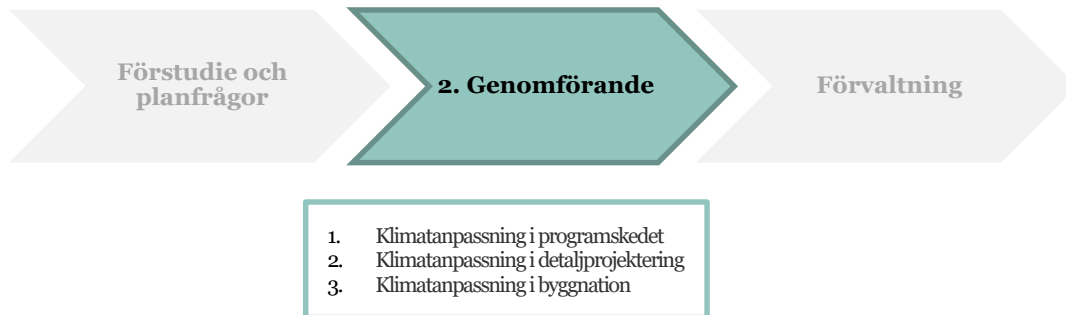 Förstudie och
planfrågor
2. Genomförande
Förvaltning
1. Klimatanpassning i programskedet
2. Klimatanpassning i detaljprojektering
3. Klimatanpassning i byggnation